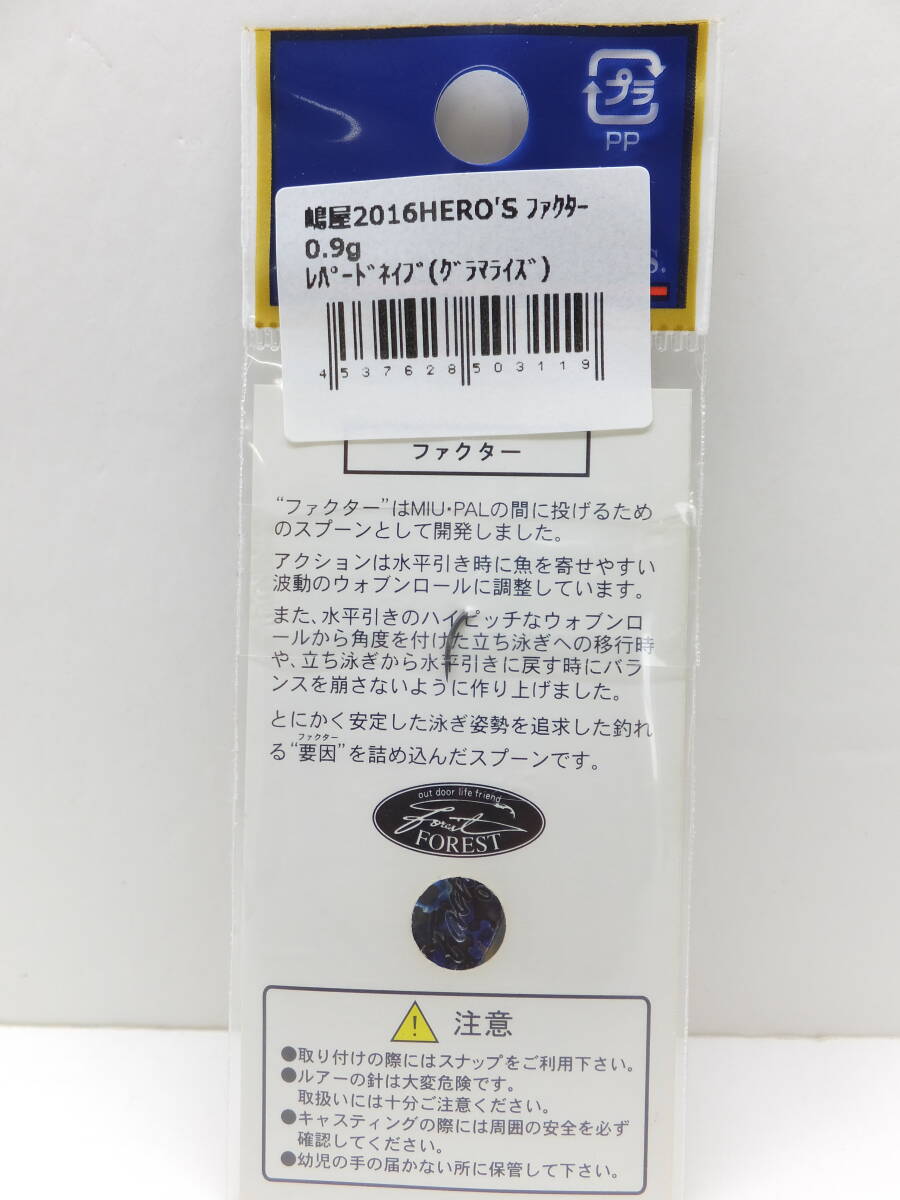 プラ
PP
嶋屋2016HERO'S ﾌｧｸﾀｰ
0.9g
ﾚﾊﾟｰﾄﾞﾈｲﾌﾞ(ｸﾞﾗﾏﾗｲｽﾞ)
S.
4 537628 503119
ファクター
“ファクター”はMIU・PALの間に投げるため
のスプーンとして開発しました。
アクションは水平引き時に魚を寄せやすい
波動のウォブンロールに調整しています。
また、水平引きのハイピッチなウォブンロ
ールから角度を付けた立ち泳ぎへの移行時
や、立ち泳ぎから水平引きに戻す時にバラ
ンスを崩さないように作り上げました。
とにかく安定した泳ぎ姿勢を追求した釣れ
ファクター
る“要因”を詰め込んだスプーンです。
out door life friend
forest
FOREST
注意
●取り付けの際にはスナップをご利用下さい。
●ルアーの針は大変危険です。
取扱いには十分ご注意ください。
●キャスティングの際には周囲の安全を必ず
確認してください。
●幼児の手の届かない所に保管して下さい。